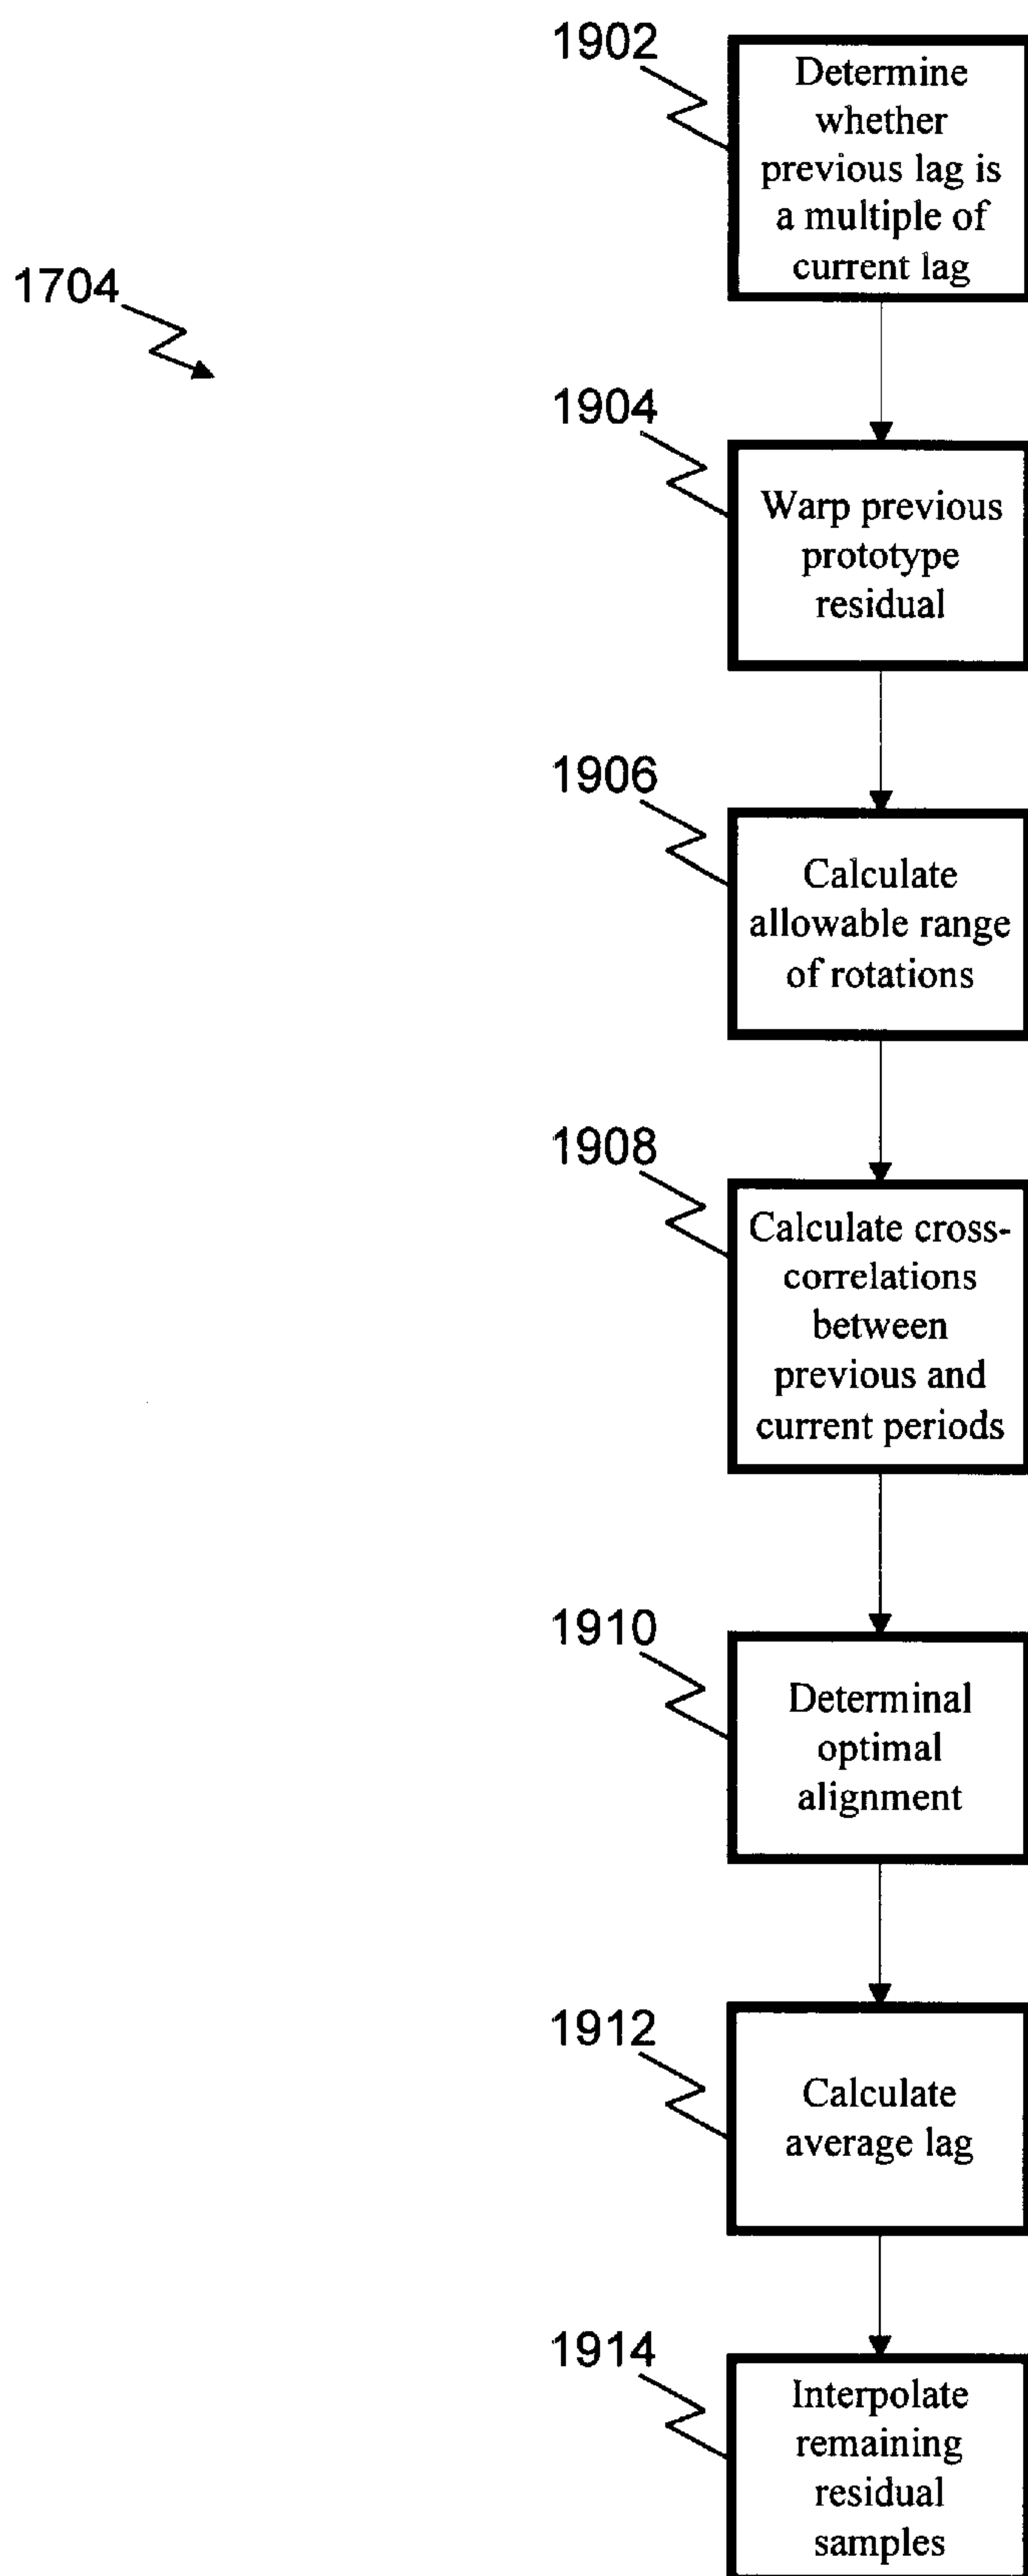 1902
Determine
whether
previous lag is
a multiple of
current lag
1704
1904
Warp previous
prototype
residual
1906
Calculate
allowable range
of rotations
1908
Calculate cross-
correlations
between
previous and
current periods
1910
Determinal
optimal
alignment
1912
Calculate
average lag
1914
Interpolate
remaining
residual
samples